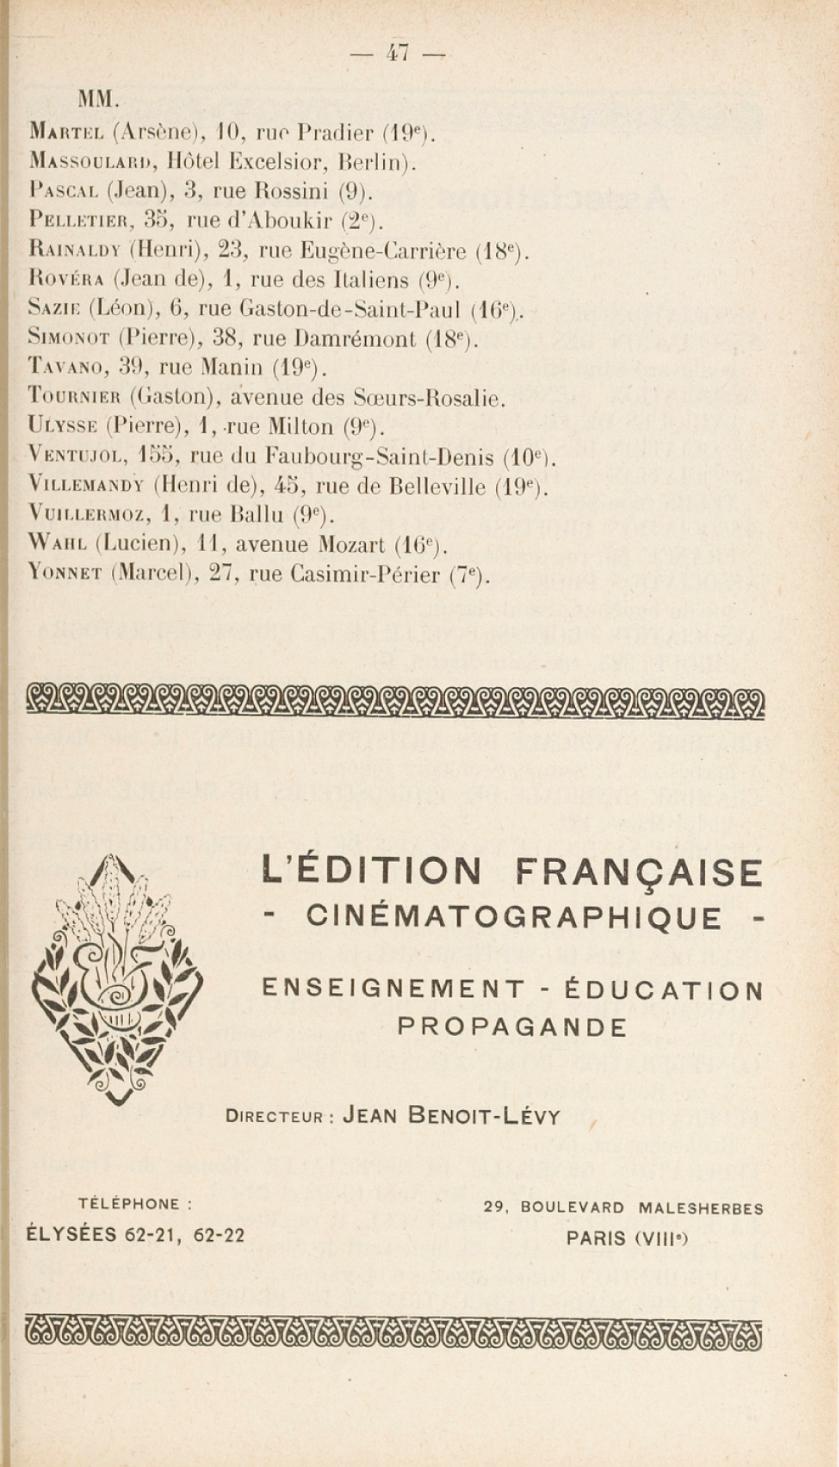 — 47 —
MM.
MARTEL (Arsène), 10, rue Pradier (19e).
MASSOULARD, Hôtel Excelsior, Berlin).
PASCAL (Jean), 3, rue Rossini (9).
PELLETIER, 35, rue d'Aboukir (2e).
RAINALDY (Henri), 23, rue Eugène-Carrière (18e).
ROVÉRA (Jean de), 1, rue des Italiens (9e).
SAZIE (Léon), 6, rue Gaston-de-Saint-Paul (16e).
SIMONOT (Pierre), 38, rue Damrémont (18e).
TAVANO, 39, rue Manin (19e).
TOURNIER (Gaston), avenue des Sœurs-Rosalie.
ULYSSE (Pierre), 1, rue Milton (9e).
VENTUJOL, 155, rue du Faubourg-Saint-Denis (10e).
VILLEMANDY (Henri de), 45, rue de Belleville (19e).
VUILLERMOZ, 1, rue Ballu (9e).
WAHL (Lucien), 11, avenue Mozart (16e).
YONNET (Marcel), 27, rue Casimir-Périer (7e).
L'ÉDITION FRANÇAISE
- CINÉMATOGRAPHIQUE -
ENSEIGNEMENT - ÉDUCATION
PROPAGANDE
DIRECTEUR : JEAN BENOIT-LÉVY
TÉLÉPHONE :
ÉLYSÉES 62-21, 62-22
29, BOULEVARD MALESHERBES
PARIS (VIIIe)